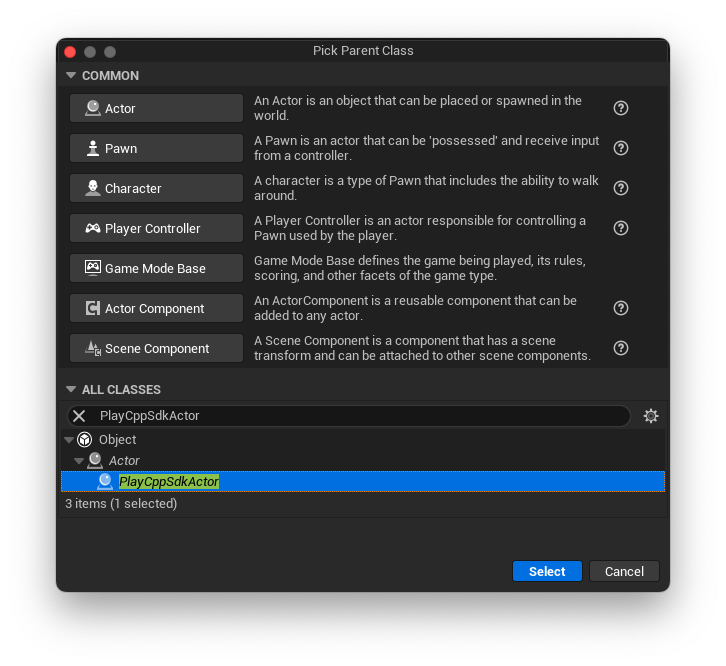 Pick Parent Class
COMMON
Actor
An Actor is an object that can be placed or spawned in the
world.
Pawn
A Pawn is an actor that can be 'possessed' and receive input
from a controller.
Character
A character is a type of Pawn that includes the ability to walk
around.
Player Controller
A Player Controller is an actor responsible for controlling a
Pawn used by the player.
Game Mode Base
Game Mode Base defines the game being played, its rules,
scoring, and other facets of the game type.
Actor Component
An ActorComponent is a reusable component that can be
added to any actor.
Scene Component
A Scene Component is a component that has a scene
transform and can be attached to other scene components.
ALL CLASSES
PlayCppSdkActor
Object
Actor
PlayCppSdkActor
3 items (1 selected)
Select Cancel